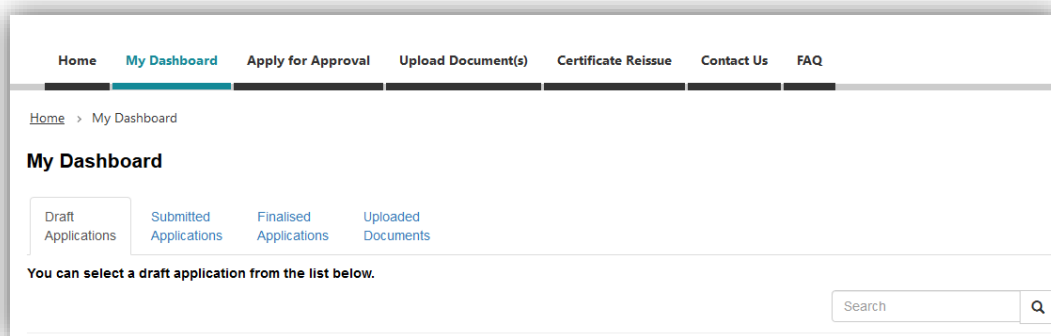 Home My Dashboard Apply for Approval Upload Document(s) Certificate Reissue Contact Us FAQ
Home > My Dashboard
My Dashboard
Draft Submitted Finalised Uploaded
Applications Applications Applications Documents
You can select a draft application from the list below.
Search